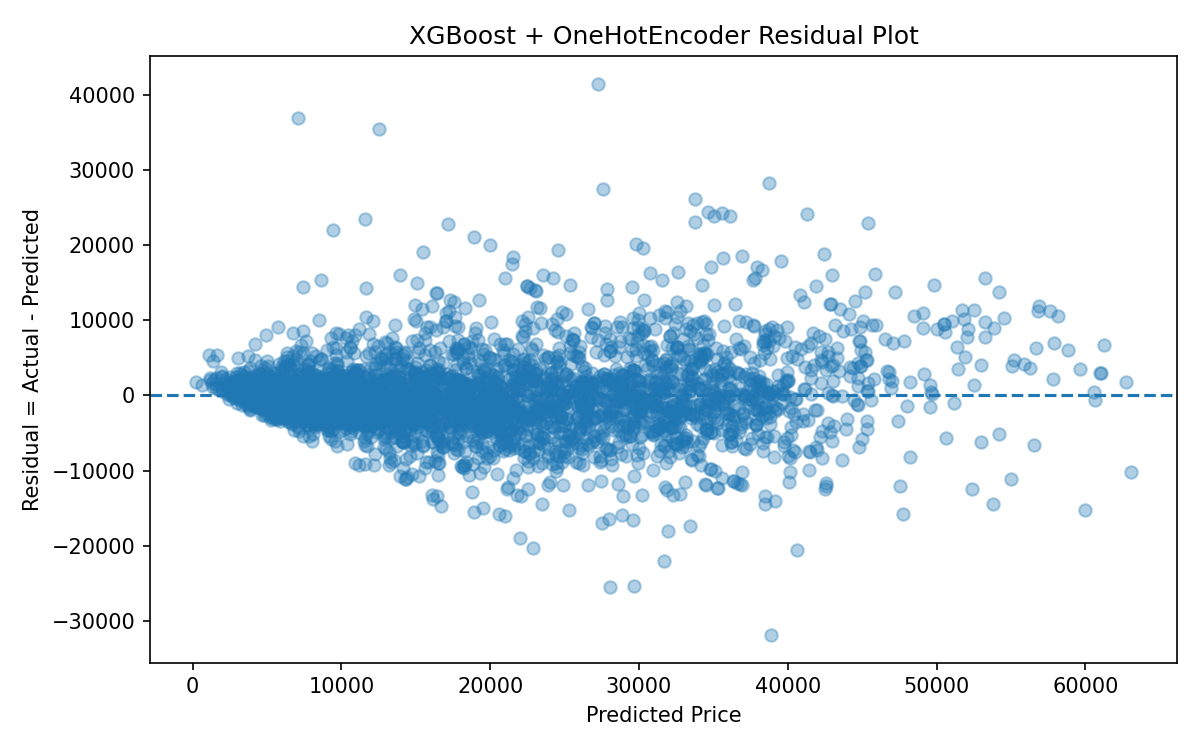 XGBoost + OneHotEncoder Residual Plot
40000
30000
20000
10000
0
−10000
−20000
−30000
Residual = Actual - Predicted
0 10000 20000 30000 40000 50000 60000
Predicted Price